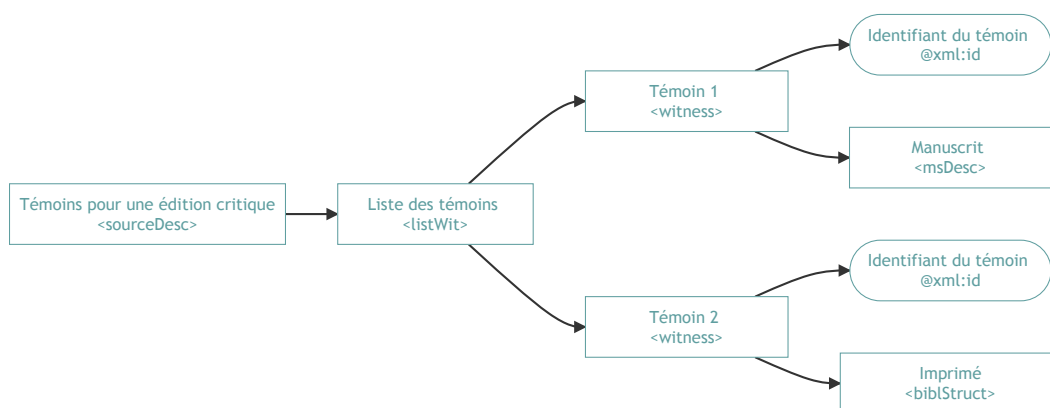 Témoins pour une édition critique
<sourceDesc>
Liste des témoins
<listWit>
Témoin 1
<witness>
Identifiant du témoin
@xml:id
Manuscrit
<msDesc>
Témoin 2
<witness>
Identifiant du témoin
@xml:id
Imprimé
<biblStruct>